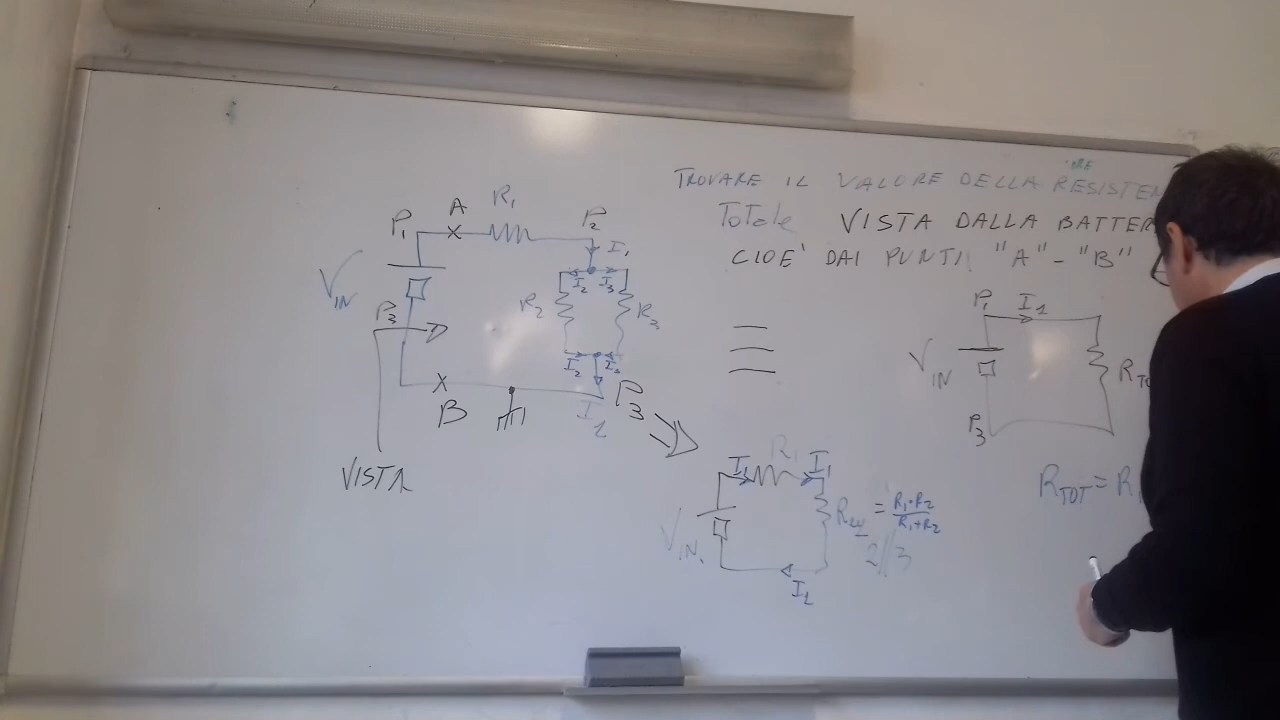 TROVARE IL VALORE DELLA RESISTEN
RE
Totale VISTA DALLA BATTER
CIOE' DAI PUNTI "A" - "B"
P1 A R1 P2
I1
VIN
I2 I3
R2 R3
P3
I2
B
P3
I1
VISTA
P1 I1
VIN
RTO
P3
I1 R1 I1
VIN
Req = R1·R2 / R1+R2
2//3
I1
RTOT = R